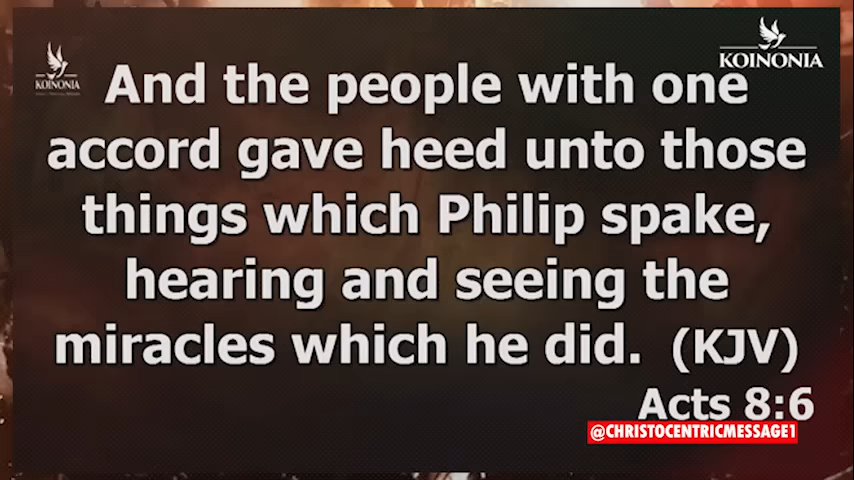 KOINONIA
KOINONIA
And the people with one
accord gave heed unto those
things which Philip spake,
hearing and seeing the
miracles which he did. (KJV)
Acts 8:6
@CHRISTOCENTRICMESSAGE1